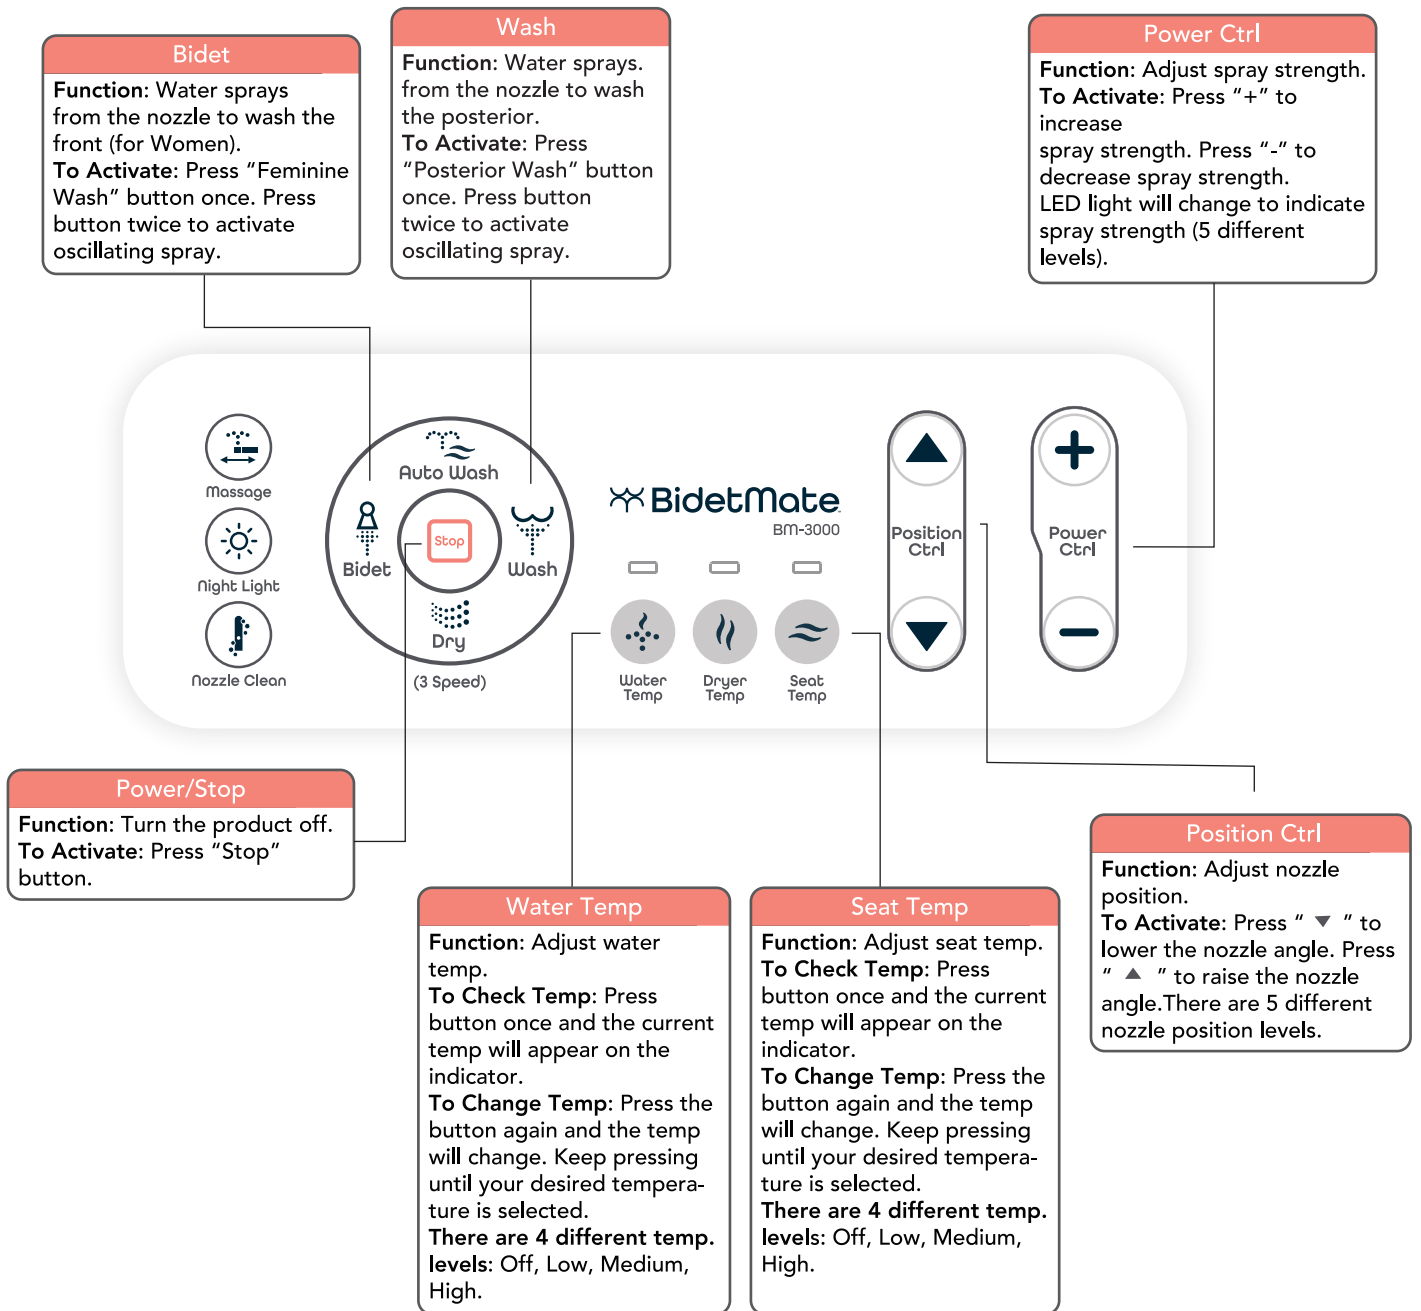 Bidet
Function: Water sprays
from the nozzle to wash the
front (for Women).
To Activate: Press “Feminine
Wash” button once. Press
button twice to activate
oscillating spray.
Wash
Function: Water sprays.
from the nozzle to wash
the posterior.
To Activate: Press
“Posterior Wash” button
once. Press button
twice to activate
oscillating spray.
Power Ctrl
Function: Adjust spray strength.
To Activate: Press “+” to
increase
spray strength. Press “-” to
decrease spray strength.
LED light will change to indicate
spray strength (5 different
levels).
Massage
Night Light
Nozzle Clean
Auto Wash
Bidet
Stop
Wash
Dry
(3 Speed)
BidetMate
BM-3000
Water
Temp
Dryer
Temp
Seat
Temp
Position
Ctrl
Power
Ctrl
Power/Stop
Function: Turn the product off.
To Activate: Press “Stop”
button.
Water Temp
Function: Adjust water
temp.
To Check Temp: Press
button once and the current
temp will appear on the
indicator.
To Change Temp: Press the
button again and the temp
will change. Keep pressing
until your desired tempera-
ture is selected.
There are 4 different temp.
levels: Off, Low, Medium,
High.
Seat Temp
Function: Adjust seat temp.
To Check Temp: Press
button once and the current
temp will appear on the
indicator.
To Change Temp: Press the
button again and the temp
will change. Keep pressing
until your desired tempera-
ture is selected.
There are 4 different temp.
levels: Off, Low, Medium,
High.
Position Ctrl
Function: Adjust nozzle
position.
To Activate: Press “ ▼ ” to
lower the nozzle angle. Press
“ ▲ ” to raise the nozzle
angle.There are 5 different
nozzle position levels.